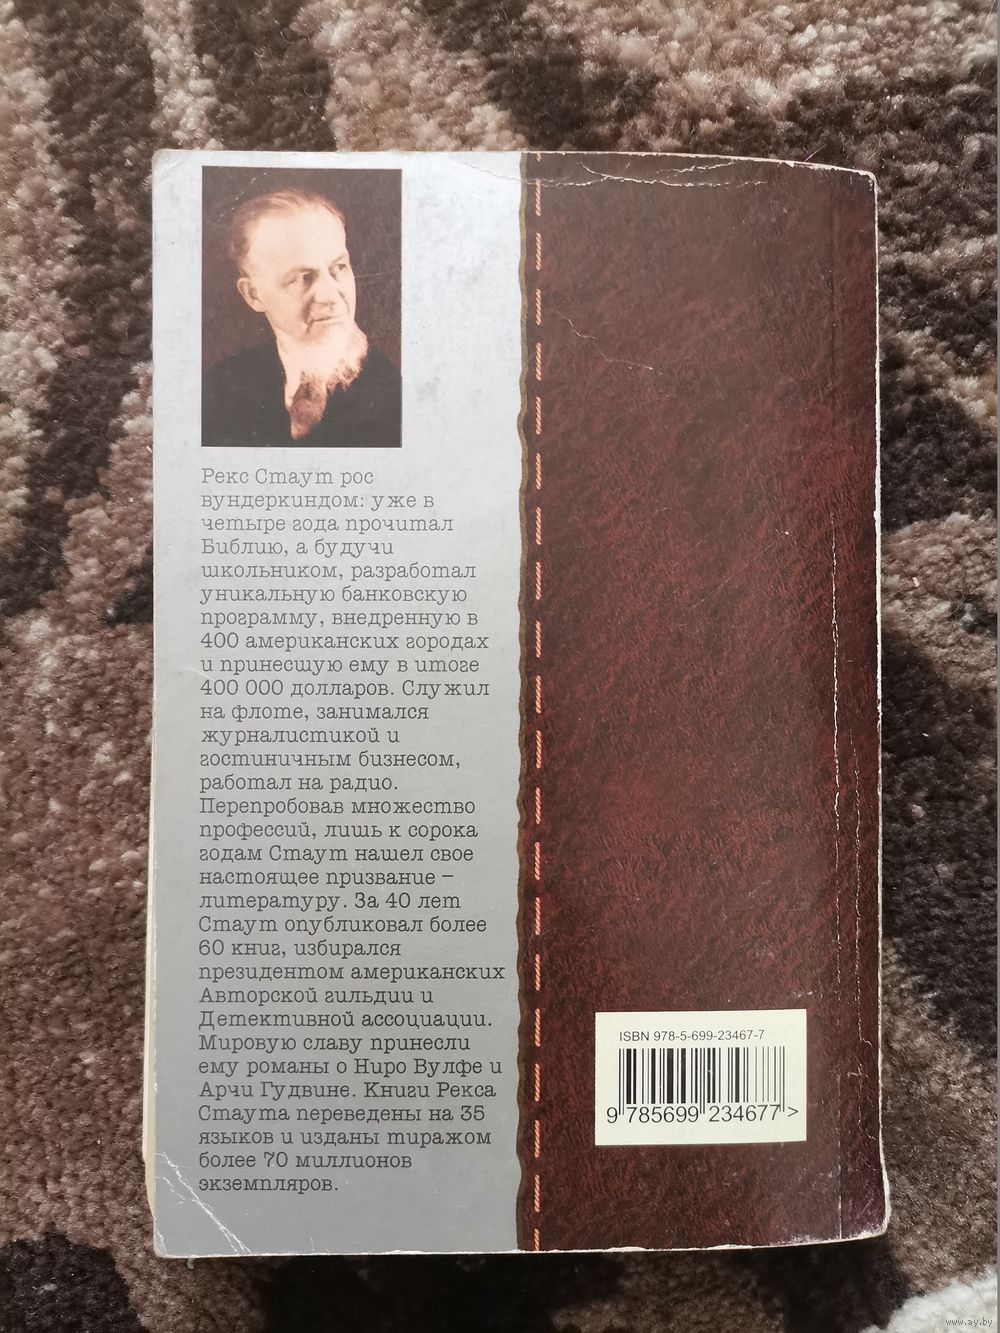 Рекс Стаут рос
вундеркиндом: уже в
четыре года прочитал
Библию, а будучи
школьником, разработал
уникальную банковскую
программу, внедренную в
400 американских городах
и принесшую ему в итоге
400 000 долларов. Служил
на флоте, занимался
журналистикой и
гостиничным бизнесом,
работал на радио.
Перепробовав множество
профессий, лишь к сорока
годам Стаут нашел свое
настоящее призвание –
литературу. За 40 лет
Стаут опубликовал более
60 книг, избирался
президентом американских
Авторской гильдии и
Детективной ассоциации.
Мировую славу принесли
ему романы о Ниро Вулфе и
Арчи Гудвине. Книги Рекса
Стаута переведены на 35
языков и изданы тиражом
более 70 миллионов
экземпляров.
ISBN 978-5-699-23467-7
9 785699 234677 >
www.ay.by